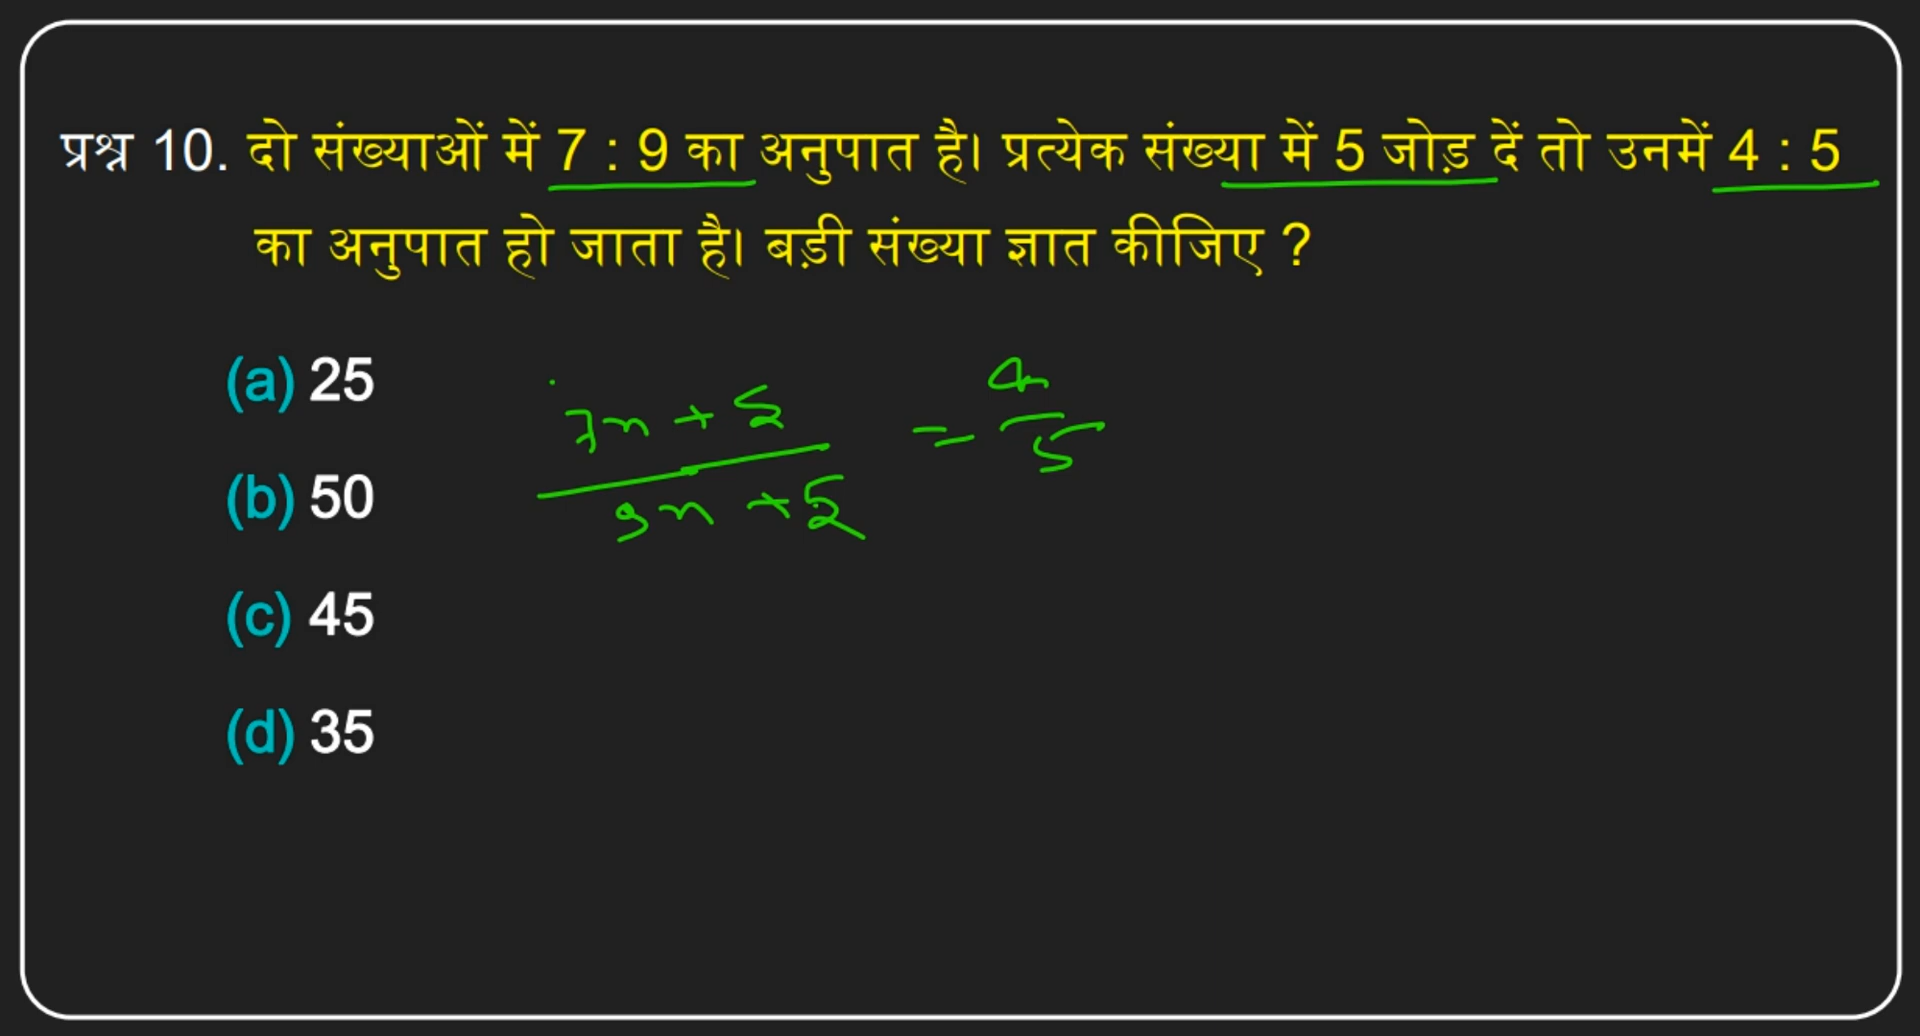 प्रश्न 10. दो संख्याओं में 7 : 9 का अनुपात है। प्रत्येक संख्या में 5 जोड़ दें तो उनमें 4 : 5
का अनुपात हो जाता है। बड़ी संख्या ज्ञात कीजिए ?
(a) 25
(b) 50
(c) 45
(d) 35
7x + 5 = 4
9x + 5 5